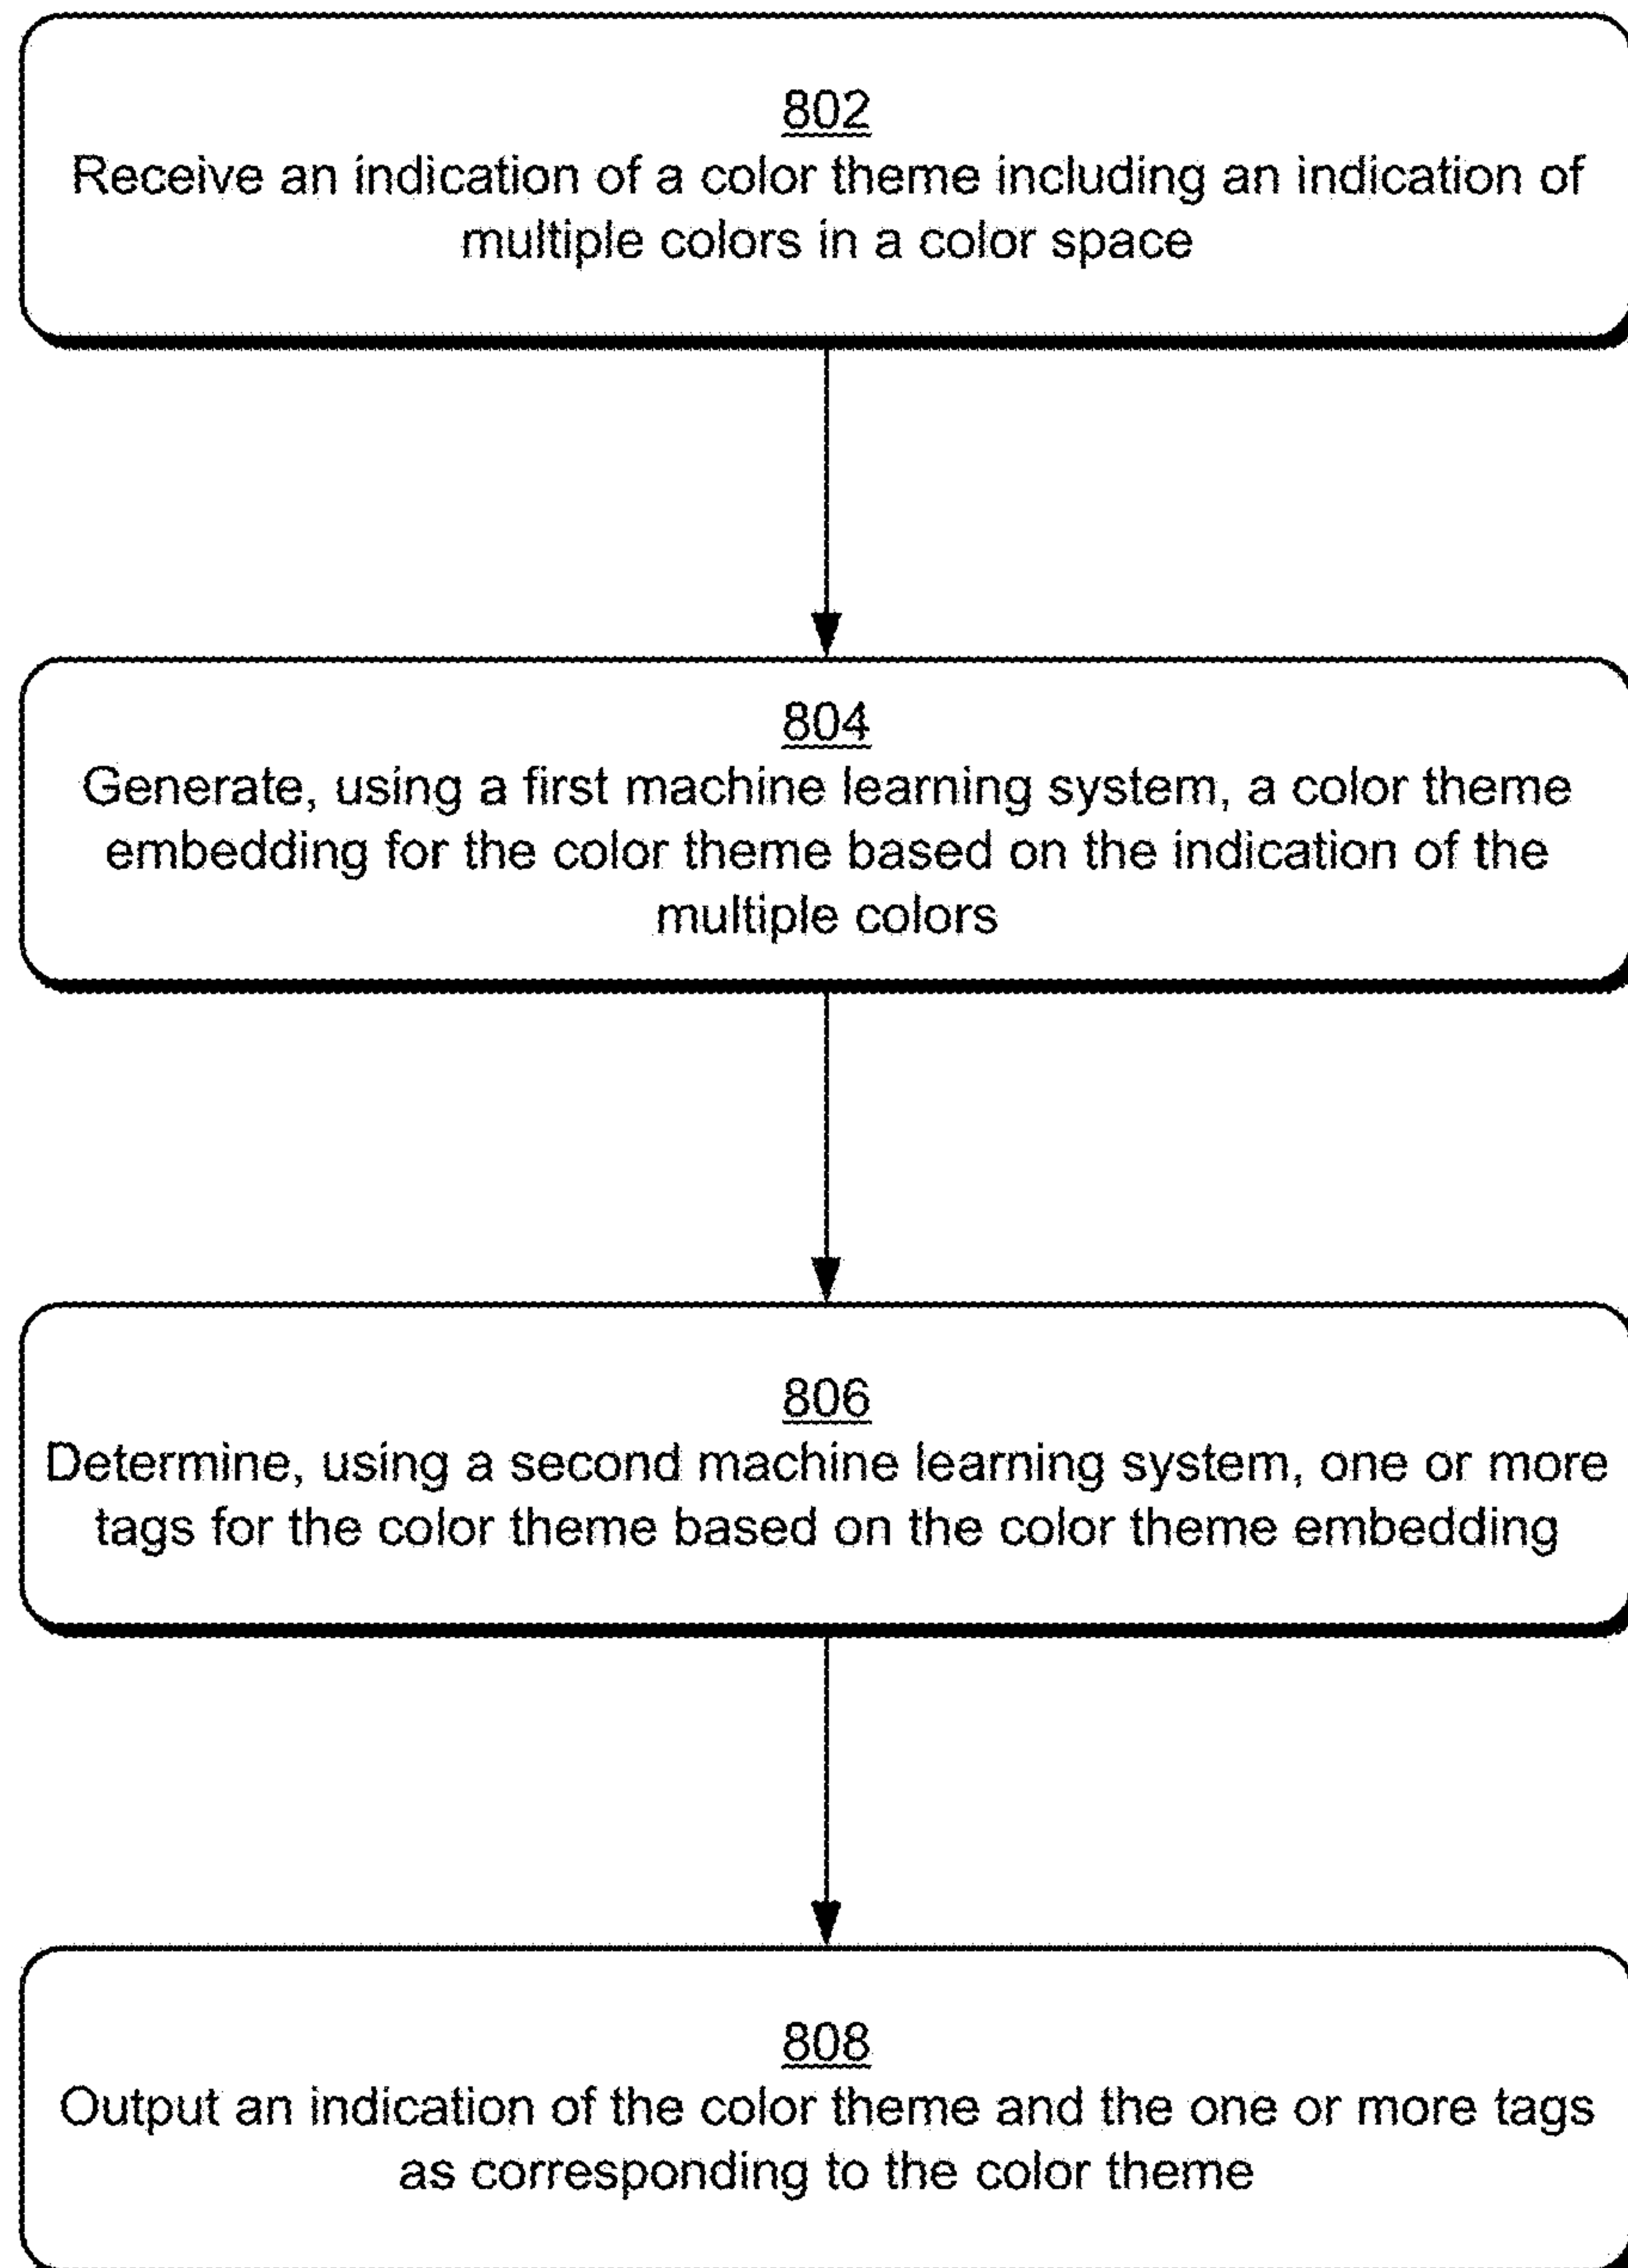 802
Receive an indication of a color theme including an indication of
multiple colors in a color space
804
Generate, using a first machine learning system, a color theme
embedding for the color theme based on the indication of the
multiple colors
806
Determine, using a second machine learning system, one or more
tags for the color theme based on the color theme embedding
808
Output an indication of the color theme and the one or more tags
as corresponding to the color theme